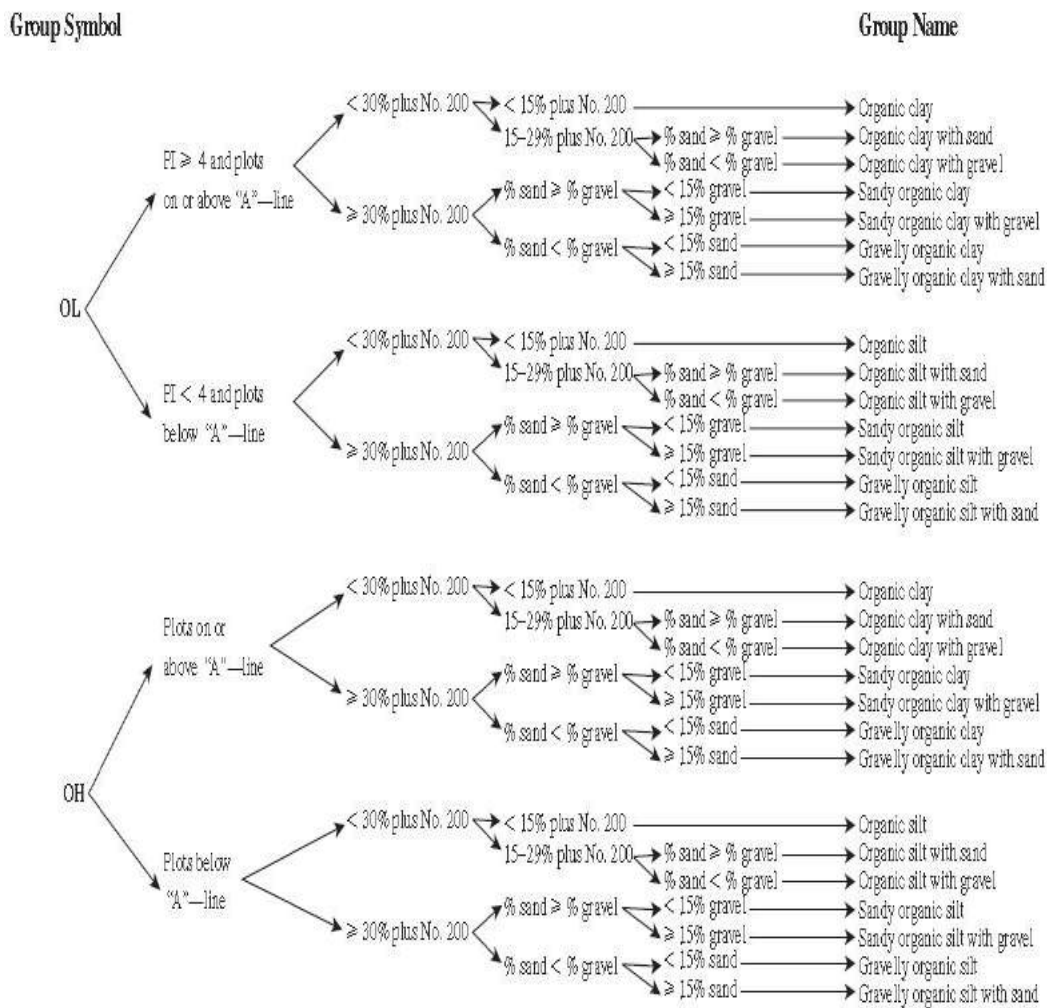 Group Symbol
Group Name
< 30% plus No. 200
< 15% plus No. 200
Organic clay
15–29% plus No. 200
% sand ⩾ % gravel
Organic clay with sand
% sand < % gravel
Organic clay with gravel
PI ⩾ 4 and plots
on or above “A”—line
⩾ 30% plus No. 200
% sand ⩾ % gravel
< 15% gravel
Sandy organic clay
⩾ 15% gravel
Sandy organic clay with gravel
% sand < % gravel
< 15% sand
Gravelly organic clay
⩾ 15% sand
Gravelly organic clay with sand
OL
< 30% plus No. 200
< 15% plus No. 200
Organic silt
15–29% plus No. 200
% sand ⩾ % gravel
Organic silt with sand
% sand < % gravel
Organic silt with gravel
PI < 4 and plots
below “A”—line
⩾ 30% plus No. 200
% sand ⩾ % gravel
< 15% gravel
Sandy organic silt
⩾ 15% gravel
Sandy organic silt with gravel
% sand < % gravel
< 15% sand
Gravelly organic silt
⩾ 15% sand
Gravelly organic silt with sand
< 30% plus No. 200
< 15% plus No. 200
Organic clay
15–29% plus No. 200
% sand ⩾ % gravel
Organic clay with sand
% sand < % gravel
Organic clay with gravel
Plots on or
above “A”—line
⩾ 30% plus No. 200
% sand ⩾ % gravel
< 15% gravel
Sandy organic clay
⩾ 15% gravel
Sandy organic clay with gravel
% sand < % gravel
< 15% sand
Gravelly organic clay
⩾ 15% sand
Gravelly organic clay with sand
OH
< 30% plus No. 200
< 15% plus No. 200
Organic silt
15–29% plus No. 200
% sand ⩾ % gravel
Organic silt with sand
% sand < % gravel
Organic silt with gravel
Plots below
“A”—line
⩾ 30% plus No. 200
% sand ⩾ % gravel
< 15% gravel
Sandy organic silt
⩾ 15% gravel
Sandy organic silt with gravel
% sand < % gravel
< 15% sand
Gravelly organic silt
⩾ 15% sand
Gravelly organic silt with sand